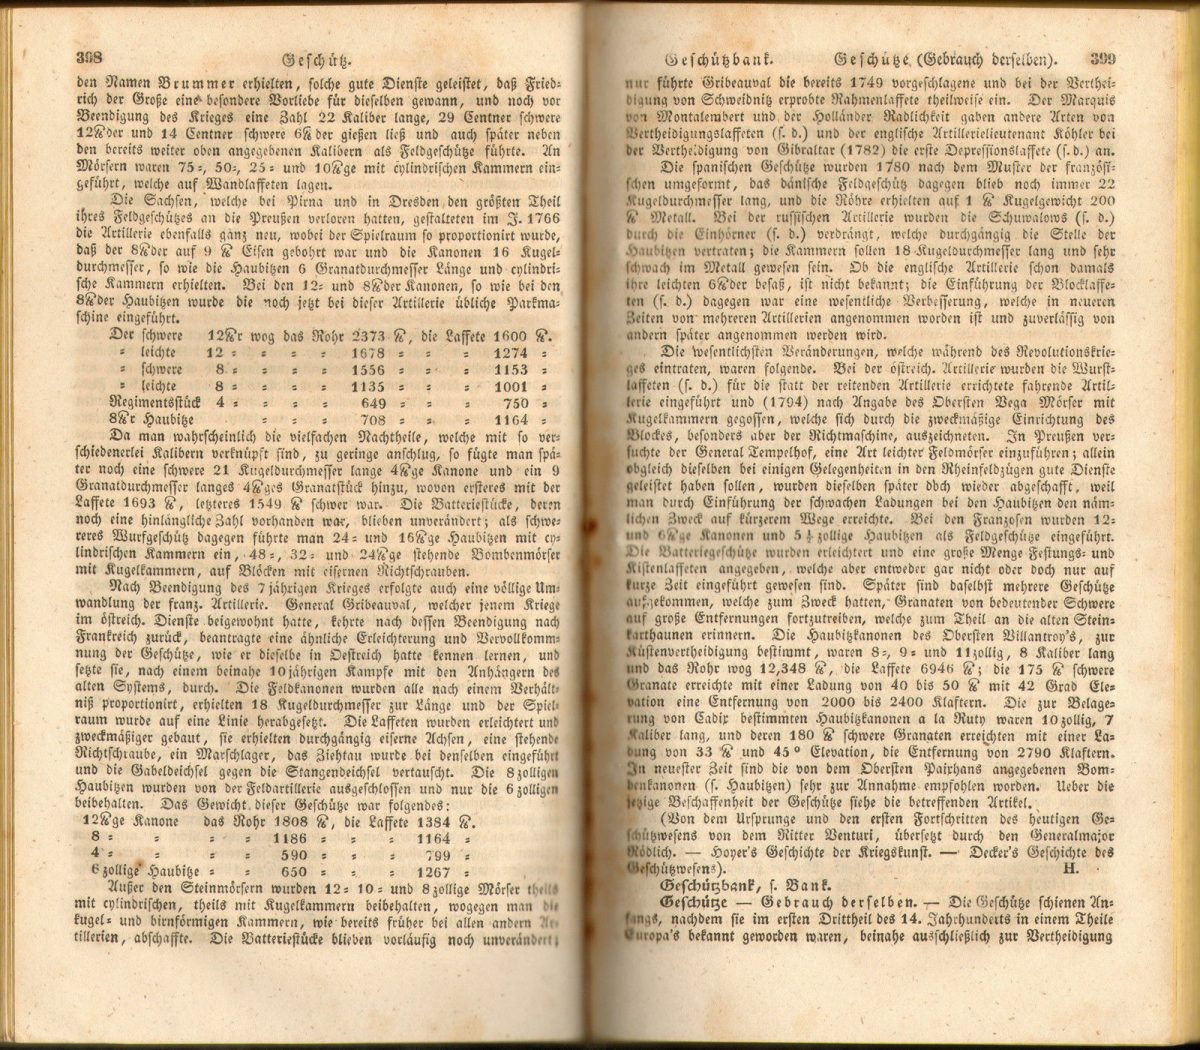 398
Geschütz.
den Namen Brummer erhielten, solche gute Dienste geleistet, daß Fried-
rich der Große eine besondere Vorliebe für dieselben gewann, und noch vor
Beendigung des Krieges eine Zahl 22 Kaliber lange, 29 Centner schwere
12℔der und 14 Centner schwere 6℔der gießen ließ und auch später neben
den bereits weiter oben angegebenen Kalibern als Feldgeschütze führte. An
Mörsern waren 75=, 50=, 25= und 10℔ge mit cylindrischen Kammern ein-
geführt, welche auf Wandlaffeten lagen.
Die Sachsen, welche bei Pirna und in Dresden den größten Theil
ihres Feldgeschützes an die Preußen verloren hatten, gestalteten im J. 1766
die Artillerie ebenfalls ganz neu, wobei der Spielraum so proportionirt wurde,
daß der 8℔der auf 9 ℔ Eisen gebohrt war und die Kanonen 16 Kugel-
durchmesser, so wie die Haubitzen 6 Granatdurchmesser Länge und cylindri-
sche Kammern erhielten. Bei den 12= und 8℔der Kanonen, so wie bei den
8℔der Haubitzen wurde die noch jetzt bei dieser Artillerie übliche Parkma-
schine eingeführt.
Der schwere 12℔r wog das Rohr 2373 ℔, die Laffete 1600 ℔.
= leichte 12 = = = = 1678 = = = 1274 =
= schwere 8 = = = = 1556 = = = 1153 =
= leichte 8 = = = = 1135 = = = 1001 =
Regimentsstück 4 = = = = 649 = = = 750 =
8℔r Haubitze = = = 708 = = = 1164 =
Da man wahrscheinlich die vielfachen Nachtheile, welche mit so ver-
schiedenerlei Kalibern verknüpft sind, zu geringe anschlug, so fügte man spä-
ter noch eine schwere 21 Kugeldurchmesser lange 4℔ge Kanone und ein 9
Granatdurchmesser langes 4℔ges Granatstück hinzu, wovon ersteres mit der
Laffete 1693 ℔, letzteres 1549 ℔ schwer war. Die Batteriestücke, deren
noch eine hinlängliche Zahl vorhanden war, blieben unverändert; als schwe-
reres Wurfgeschütz dagegen führte man 24= und 16℔ge Haubitzen mit cy-
lindrischen Kammern ein, 48=, 32= und 24℔ge stehende Bombenmörser
mit Kugelkammern, auf Blöcken mit eisernen Richtschrauben.
Nach Beendigung des 7 jährigen Krieges erfolgte auch eine völlige Um-
wandlung der franz. Artillerie. General Gribeauval, welcher jenem Kriege
im östreich. Dienste beigewohnt hatte, kehrte nach dessen Beendigung nach
Frankreich zurück, beantragte eine ähnliche Erleichterung und Vervollkomm-
nung der Geschütze, wie er dieselbe in Oestreich hatte kennen lernen, und
setzte sie, nach einem beinahe 10 jährigen Kampfe mit den Anhängern des
alten Systems, durch. Die Feldkanonen wurden alle nach einem Verhält-
niß proportionirt, erhielten 18 Kugeldurchmesser zur Länge und der Spiel-
raum wurde auf eine Linie herabgesetzt. Die Laffeten wurden erleichtert und
zweckmäßiger gebaut, sie erhielten durchgängig eiserne Achsen, eine stehende
Richtschraube, ein Marschlager, das Ziehtau wurde bei denselben eingeführt
und die Gabeldeichsel gegen die Stangendeichsel vertauscht. Die 8 zolligen
Haubitzen wurden von der Feldartillerie ausgeschlossen und nur die 6 zolligen
beibehalten. Das Gewicht dieser Geschütze war folgendes:
12℔ge Kanone das Rohr 1808 ℔, die Laffete 1384 ℔.
8 = = = = 1186 = = = 1164 =
4 = = = = 590 = = = 799 =
6 zollige Haubitze = = 650 = = = 1267 =
Außer den Steinmörsern wurden 12= 10= und 8 zollige Mörser theils
mit cylindrischen, theils mit Kugelkammern beibehalten, wogegen man die
kugel- und birnförmigen Kammern, wie bereits früher bei allen andern Ar-
tillerien, abschaffte. Die Batteriestücke blieben vorläufig noch unverändert;
Geschützbank. Geschütze (Gebrauch derselben). 399
nur führte Gribeauval die bereits 1749 vorgeschlagene und bei der Verthei-
digung von Schweidnitz erprobte Rahmenlaffete theilweise ein. Der Marquis
von Montalembert und der Holländer Radlichkeit gaben andere Arten von
Vertheidigungslaffeten (s. d.) und der englische Artillerielieutenant Köhler bei
der Vertheidigung von Gibraltar (1782) die erste Depressionslaffete (s. d.) an.
Die spanischen Geschütze wurden 1780 nach dem Muster der französi-
schen umgeformt, das dänische Feldgeschütz dagegen blieb noch immer 22
Kugeldurchmesser lang, und die Röhre erhielten auf 1 ℔ Kugelgewicht 200
℔ Metall. Bei der russischen Artillerie wurden die Schuwalows (s. d.)
durch die Einhörner (s. d.) verdrängt, welche durchgängig die Stelle der
Haubitzen vertraten; die Kammern sollen 18 Kugeldurchmesser lang und sehr
schwach im Metall gewesen sein. Ob die englische Artillerie schon damals
ihre leichten 6℔der besaß, ist nicht bekannt; die Einführung der Blocklaffe-
ten (s. d.) dagegen war eine wesentliche Verbesserung, welche in neueren
Zeiten von mehreren Artillerien angenommen worden ist und zuverlässig von
andern später angenommen werden wird.
Die wesentlichsten Veränderungen, welche während des Revolutionskrie-
ges eintraten, waren folgende. Bei der östreich. Artillerie wurden die Wurst-
laffeten (s. d.) für die statt der reitenden Artillerie errichtete fahrende Artil-
lerie eingeführt und (1794) nach Angabe des Obersten Vega Mörser mit
Kugelkammern gegossen, welche sich durch die zweckmäßige Einrichtung des
Blockes, besonders aber der Richtmaschine, auszeichneten. In Preußen ver-
suchte der General Tempelhof, eine Art leichter Feldmörser einzuführen; allein
obgleich dieselben bei einigen Gelegenheiten in den Rheinfeldzügen gute Dienste
geleistet haben sollen, wurden dieselben später doch wieder abgeschafft, weil
man durch Einführung der schwachen Ladungen bei den Haubitzen den näm-
lichen Zweck auf kürzerem Wege erreichte. Bei den Franzosen wurden 12=
und 6℔ge Kanonen und 5½ zollige Haubitzen als Feldgeschütze eingeführt.
Die Batteriegeschütze wurden erleichtert und eine große Menge Festungs- und
Küstenlaffeten angegeben, welche aber entweder gar nicht oder doch nur auf
kurze Zeit eingeführt gewesen sind. Später sind daselbst mehrere Geschütze
aufgekommen, welche zum Zweck hatten, Granaten von bedeutender Schwere
auf große Entfernungen fortzutreiben, welche zum Theil an die alten Stein-
karthaunen erinnern. Die Haubitzkanonen des Obersten Villantroy's, zur
Küstenvertheidigung bestimmt, waren 8=, 9= und 11zollig, 8 Kaliber lang
und das Rohr wog 12,348 ℔, die Laffete 6946 ℔; die 175 ℔ schwere
Granate erreichte mit einer Ladung von 40 bis 50 ℔ mit 42 Grad Ele-
vation eine Entfernung von 2000 bis 2400 Klaftern. Die zur Belage-
rung von Cadix bestimmten Haubitzkanonen a la Ruty waren 10 zollig, 7
Kaliber lang, und deren 180 ℔ schwere Granaten erreichten mit einer La-
dung von 33 ℔ und 45° Elevation, die Entfernung von 2790 Klaftern.
In neuester Zeit sind die von dem Obersten Paixhans angegebenen Bom-
benkanonen (s. Haubitzen) sehr zur Annahme empfohlen worden. Ueber die
jetzige Beschaffenheit der Geschütze siehe die betreffenden Artikel.
(Von dem Ursprunge und den ersten Fortschritten des heutigen Ge-
schützwesens von dem Ritter Venturi, übersetzt durch den Generalmajor
Rödlich. — Hoyer's Geschichte der Kriegskunst. — Decker's Geschichte des
Geschützwesens). H.
Geschützbank, s. Bank.
Geschütze — Gebrauch derselben. — Die Geschütze schienen An-
fangs, nachdem sie im ersten Drittheil des 14. Jahrhunderts in einem Theile
Europa's bekannt geworden waren, beinahe ausschließlich zur Vertheidigung